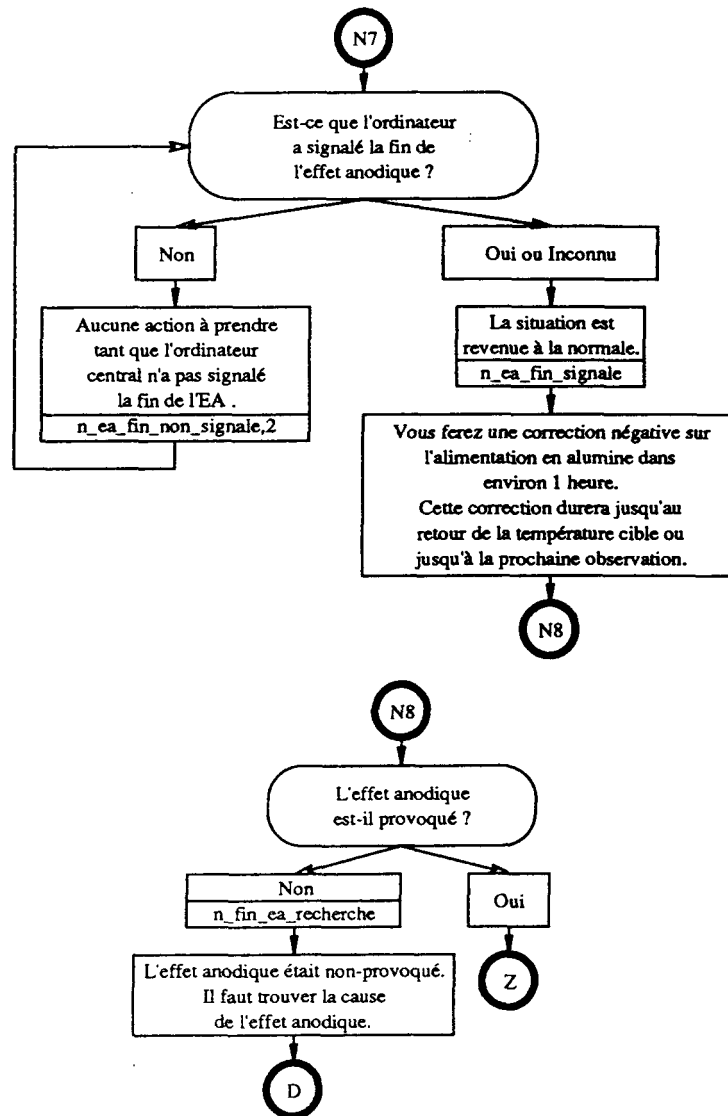 N7
Est-ce que l'ordinateur
a signalé la fin de
l'effet anodique ?
Non
Oui ou Inconnu
Aucune action à prendre
tant que l'ordinateur
central n'a pas signalé
la fin de l'EA .
n_ea_fin_non_signale,2
La situation est
revenue à la normale.
n_ea_fin_signale
Vous ferez une correction négative sur
l'alimentation en alumine dans
environ 1 heure.
Cette correction durera jusqu'au
retour de la température cible ou
jusqu'à la prochaine observation.
N8
N8
L'effet anodique
est-il provoqué ?
Non
n_fin_ea_recherche
Oui
L'effet anodique était non-provoqué.
Il faut trouver la cause
de l'effet anodique.
Z
D